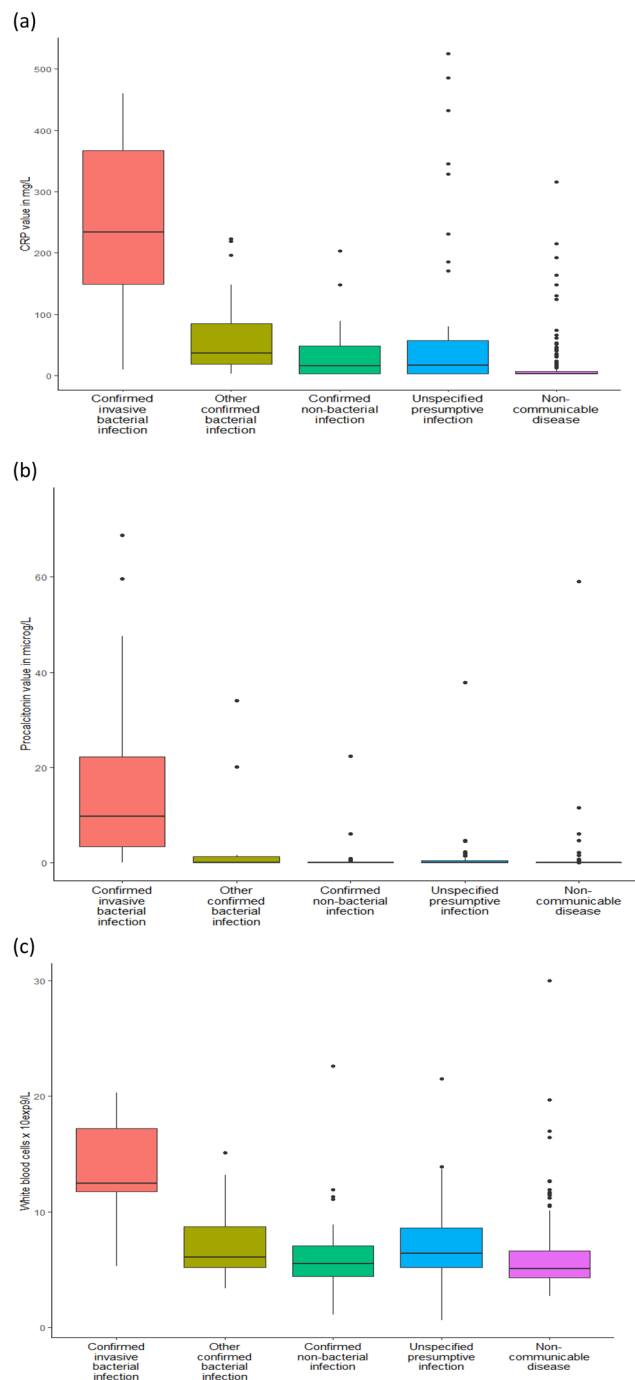 (a)
500
400
300
200
100
0
CRP value in mg/L
Confirmed
invasive
bacterial
infection
Other
confirmed
bacterial
infection
Confirmed
non-bacterial
infection
Unspecified
presumptive
infection
Non-
communicable
disease
(b)
60
40
20
0
Procalcitonin value in microg/L
Confirmed
invasive
bacterial
infection
Other
confirmed
bacterial
infection
Confirmed
non-bacterial
infection
Unspecified
presumptive
infection
Non-
communicable
disease
(c)
30
20
10
0
White blood cells x 10exp9/L
Confirmed
invasive
bacterial
infection
Other
confirmed
bacterial
infection
Confirmed
non-bacterial
infection
Unspecified
presumptive
infection
Non-
communicable
disease